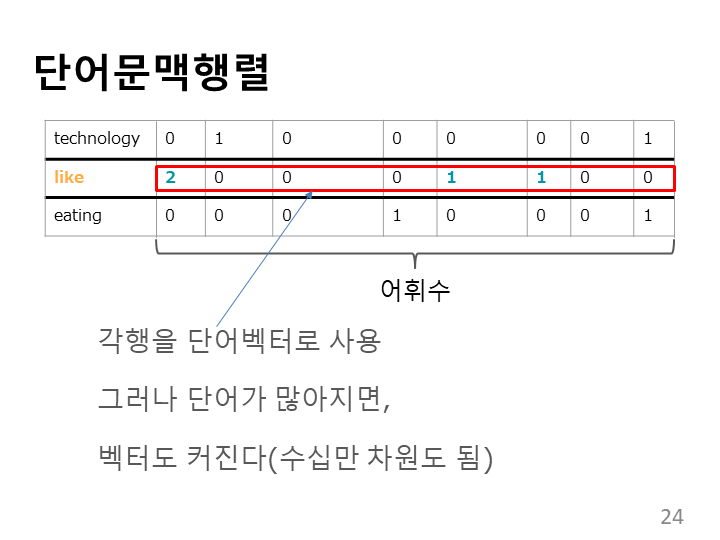 단어문맥행렬
technology 0 1 0 0 0 0 0 1
like 2 0 0 0 1 1 0 0
eating 0 0 0 1 0 0 0 1
어휘수
각행을 단어벡터로 사용
그러나 단어가 많아지면,
벡터도 커진다(수십만 차원도 됨)
24